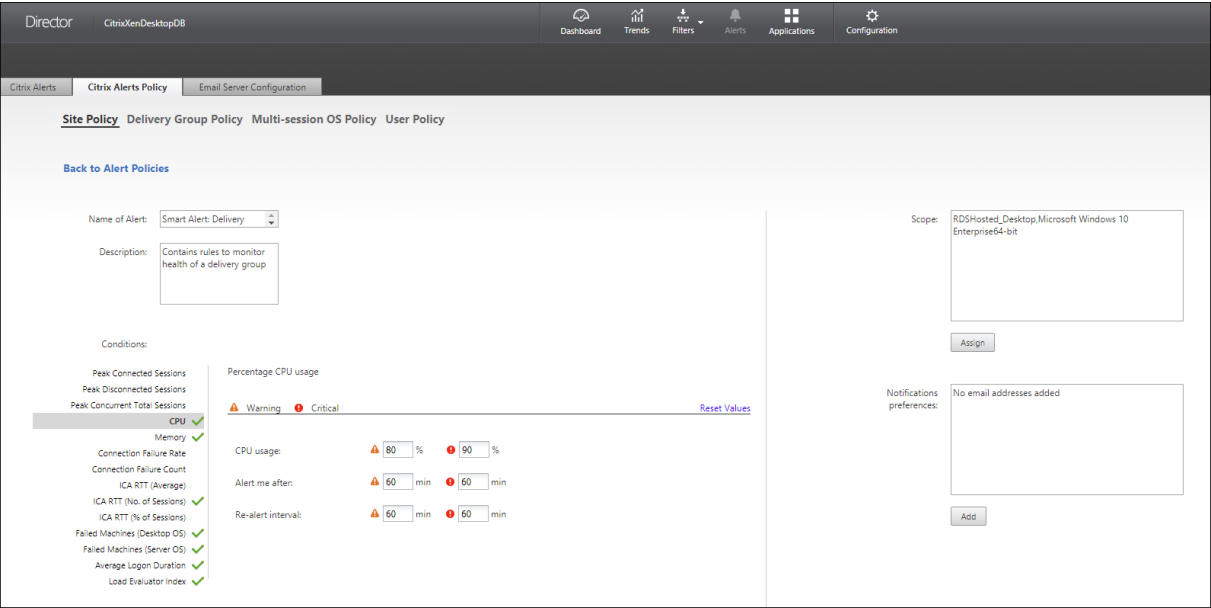 Director CitrixXenDesktopDB
Dashboard Trends Filters Alerts Applications Configuration
Citrix Alerts Citrix Alerts Policy Email Server Configuration
Site Policy Delivery Group Policy Multi-session OS Policy User Policy
Back to Alert Policies
Name of Alert: Smart Alert: Delivery
Description: Contains rules to monitor
health of a delivery group
Conditions:
Peak Connected Sessions
Peak Disconnected Sessions
Peak Concurrent Total Sessions
CPU
Memory
Connection Failure Rate
Connection Failure Count
ICA RTT (Average)
ICA RTT (No. of Sessions)
ICA RTT (% of Sessions)
Failed Machines (Desktop OS)
Failed Machines (Server OS)
Average Logon Duration
Load Evaluator Index
Percentage CPU usage
Warning Critical Reset Values
CPU usage: 80 % 90 %
Alert me after: 60 min 60 min
Re-alert interval: 60 min 60 min
Scope: RDSHosted_Desktop,Microsoft Windows 10
Enterprise64-bit
Assign
Notifications
preferences:
No email addresses added
Add